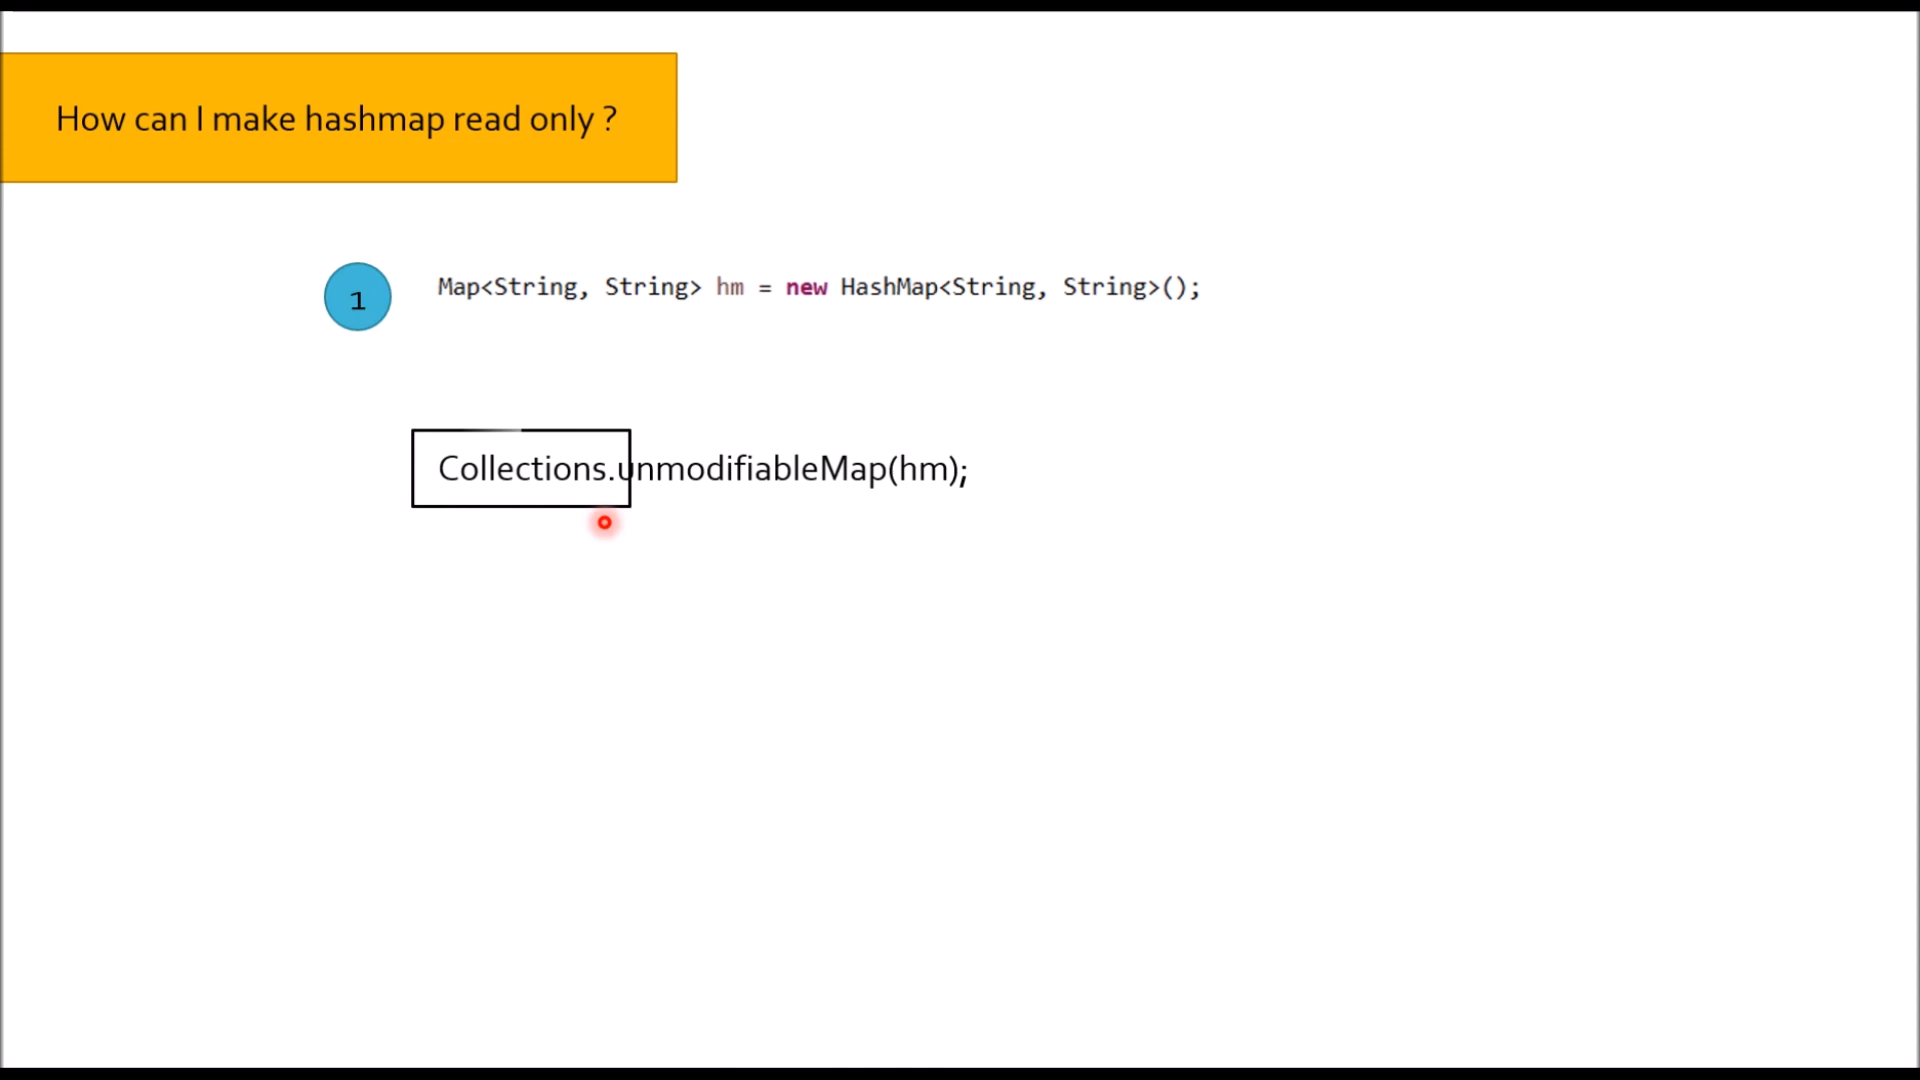 How can I make hashmap read only ?
1
Map<String, String> hm = new HashMap<String, String>();
Collections.unmodifiableMap(hm);